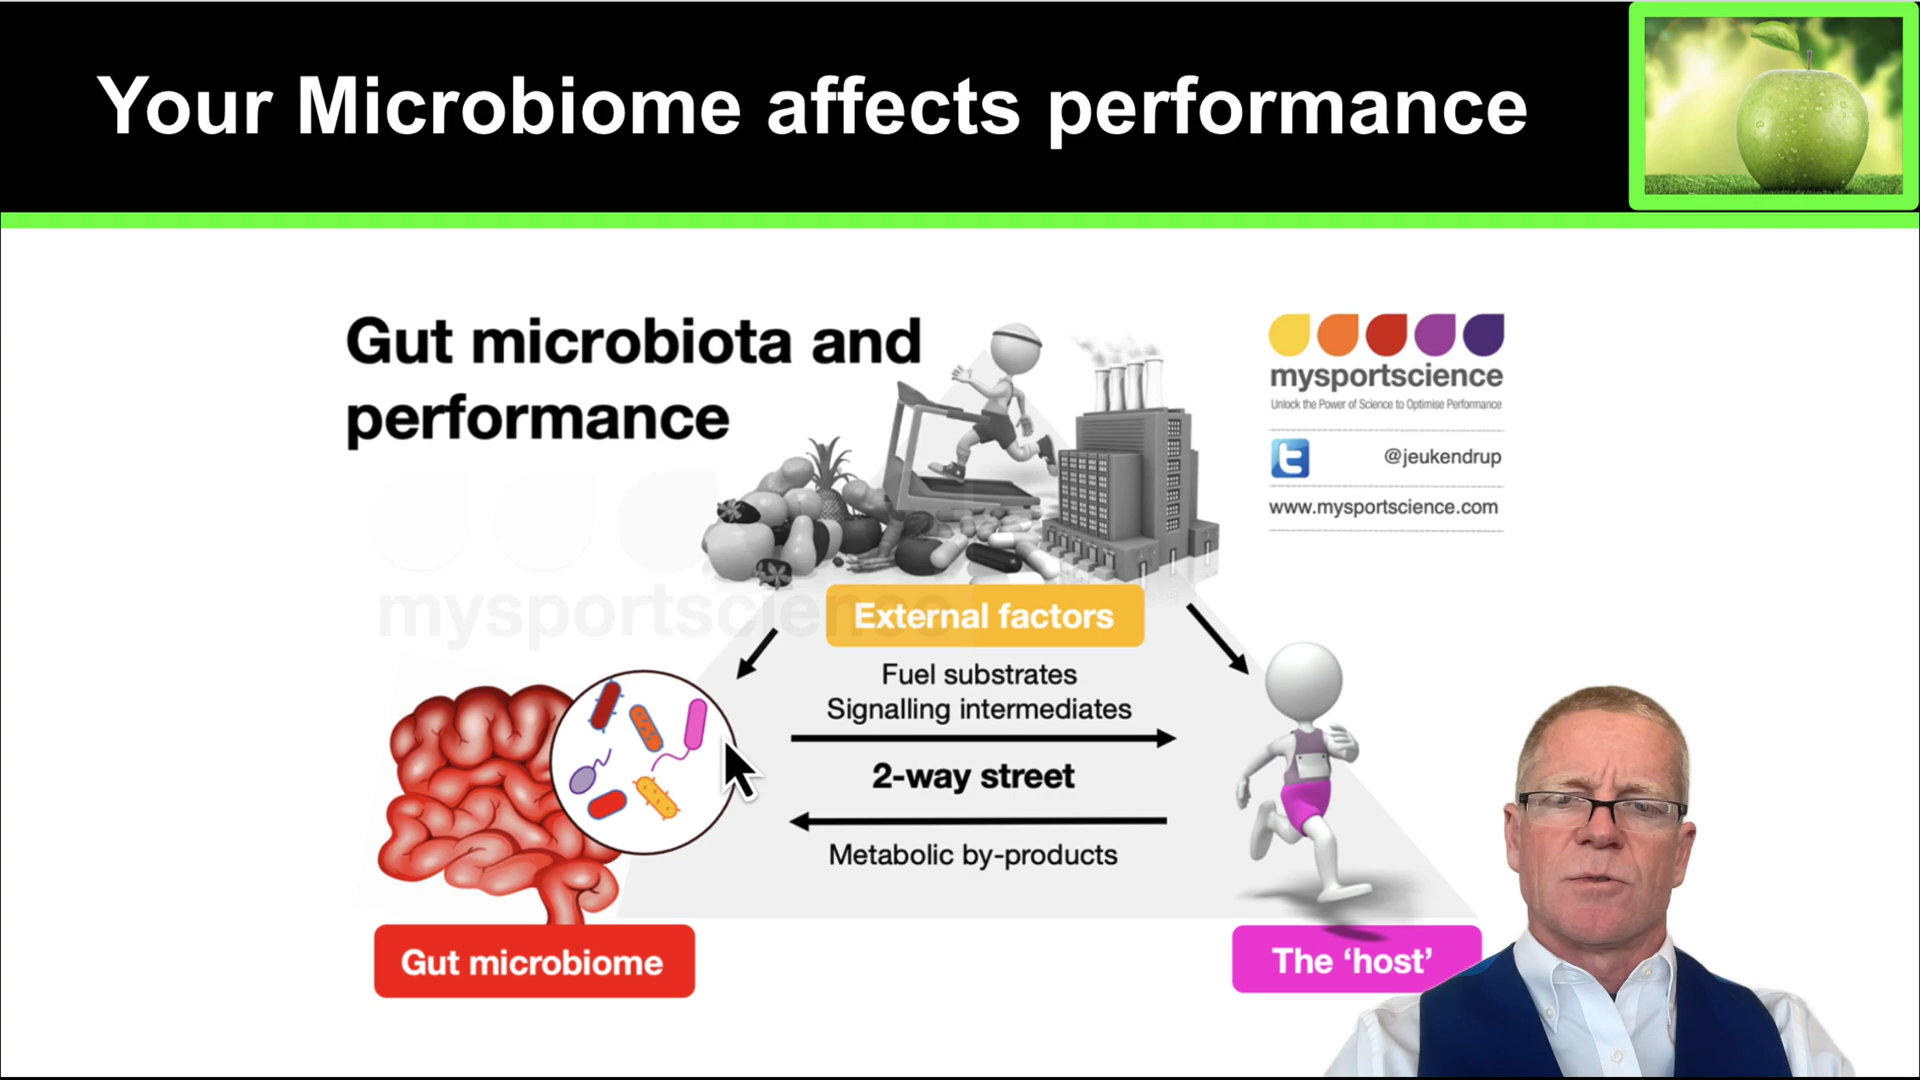 Your Microbiome affects performance
Gut microbiota and
performance
mysportscience
Unlock the Power of Science to Optimise Performance
@jeukendrup
www.mysportscience.com
mysportscience
External factors
Fuel substrates
Signalling intermediates
2-way street
Metabolic by-products
Gut microbiome
The ‘host’